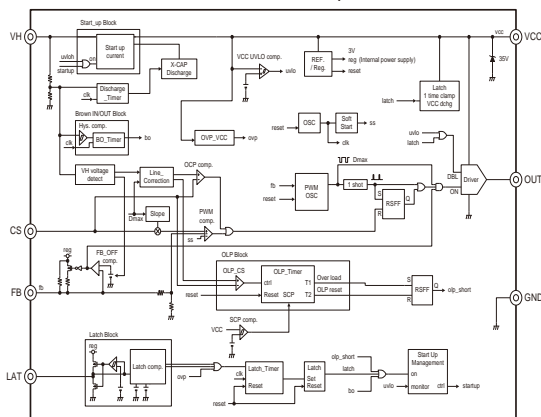 Start_up Block
VH
VCC
vcc
uvloh
startup
on
Start up
current
X-CAP
Discharge
VCC UVLO comp.
uvlo
REF.
/ Reg.
3V
reg (Internal power supply)
reset
35V
clk
Discharge
_Timer
Latch
1 time clamp
VCC dchg
latch
Brown IN/OUT Block
Hys. comp.
clk
BO_Timer
bo
OVP_VCC
ovp
reset
OSC
Soft
Start
ss
clk
uvlo
latch
VH voltage
detect
Line_
Correction
OCP comp.
Dmax
fb
reset
PWM
OSC
1 shot
S
R
RSFF
Q
DBL
ON
Driver
OUT
Dmax
Slope
PWM
comp.
ss
CS
reg
FB_OFF
comp.
FB
fb
OLP Block
OLP_CS
ctrl
OLP_Timer
T1
T2
Reset
SCP
reset
Over load
OLP reset
S
R
RSFF
Q
olp_short
GND
SCP comp.
VCC
Latch Block
reg
LAT
Latch comp.
ovp
clk
Latch_Timer
Reset
reset
Latch
Set
Reset
olp_short
latch
bo
uvlo
Start Up
Management
on
monitor
ctrl
startup